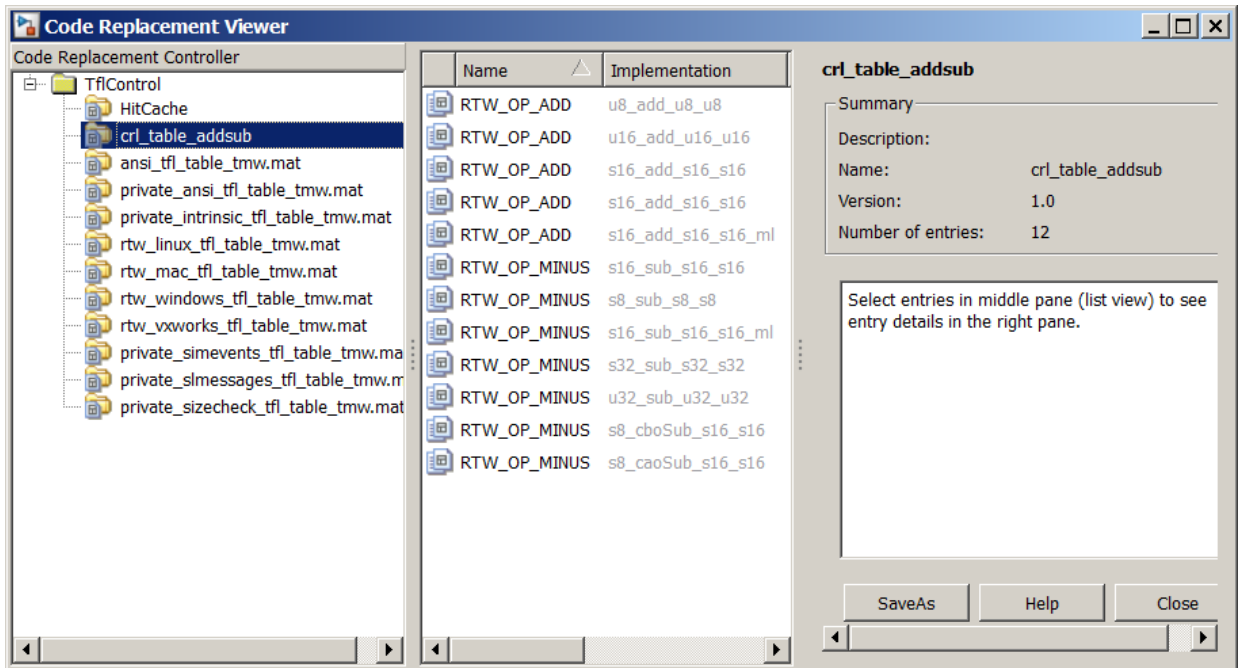 Code Replacement Viewer
Code Replacement Controller
TflControl
HitCache
crl_table_addsub
ansi_tfl_table_tmw.mat
private_ansi_tfl_table_tmw.mat
private_intrinsic_tfl_table_tmw.mat
rtw_linux_tfl_table_tmw.mat
rtw_mac_tfl_table_tmw.mat
rtw_windows_tfl_table_tmw.mat
rtw_vxworks_tfl_table_tmw.mat
private_simevents_tfl_table_tmw.ma
private_slmessages_tfl_table_tmw.m
private_sizecheck_tfl_table_tmw.mat
Name Implementation
RTW_OP_ADD u8_add_u8_u8
RTW_OP_ADD u16_add_u16_u16
RTW_OP_ADD s16_add_s16_s16
RTW_OP_ADD s16_add_s16_s16
RTW_OP_ADD s16_add_s16_s16_ml
RTW_OP_MINUS s16_sub_s16_s16
RTW_OP_MINUS s8_sub_s8_s8
RTW_OP_MINUS s16_sub_s16_s16_ml
RTW_OP_MINUS s32_sub_s32_s32
RTW_OP_MINUS u32_sub_u32_u32
RTW_OP_MINUS s8_cboSub_s16_s16
RTW_OP_MINUS s8_caoSub_s16_s16
crl_table_addsub
Summary
Description:
Name: crl_table_addsub
Version: 1.0
Number of entries: 12
Select entries in middle pane (list view) to see
entry details in the right pane.
SaveAs Help Close